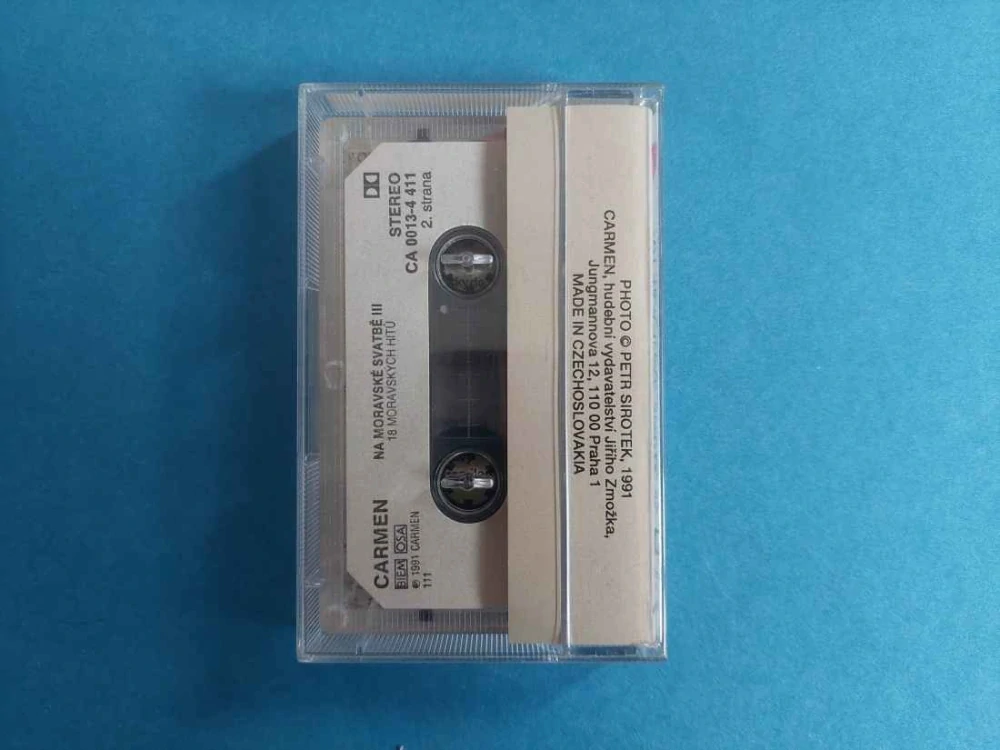 STEREO
CA 0013-4 411
2. strana
NA MORAVSKÉ SVATBĚ III
18 MORAVSKÝCH HITŮ
CARMEN
BIEM OSA
℗ 1991 CARMEN
111
PHOTO © PETR SIROTEK, 1991
CARMEN, hudební vydavatelství Jiřího Zmožka,
Jungmannova 12, 110 00 Praha 1
MADE IN CZECHOSLOVAKIA